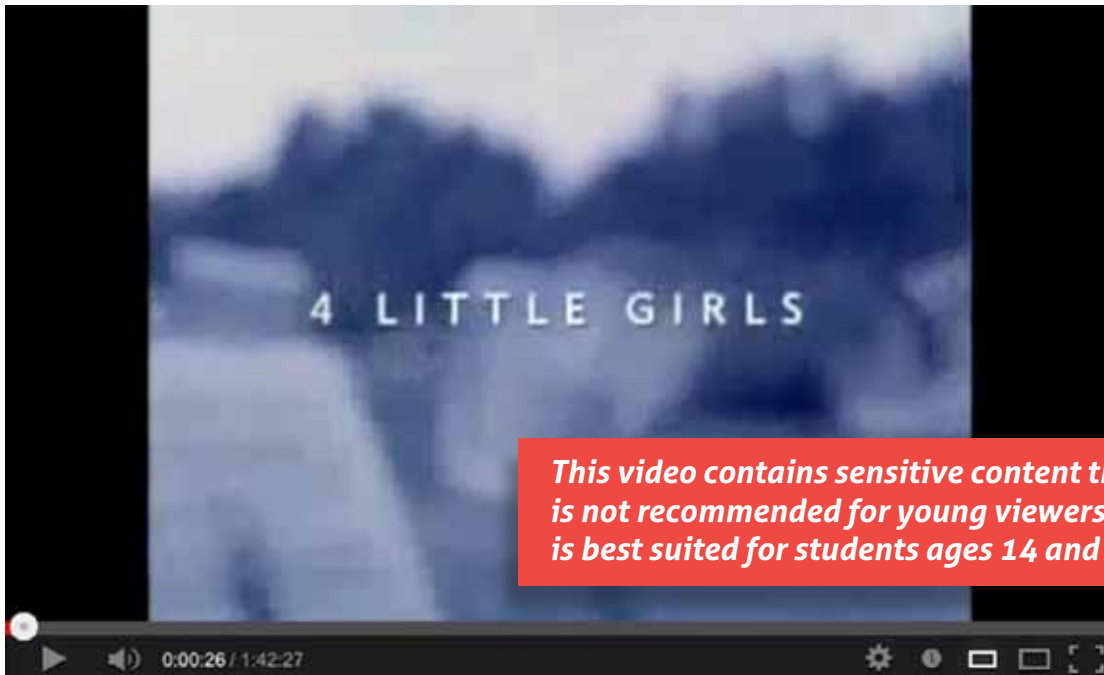 4 LITTLE GIRLS
This video contains sensitive content
is not recommended for young viewers
is best suited for students ages 14 and
0:00:26 / 1:42:27